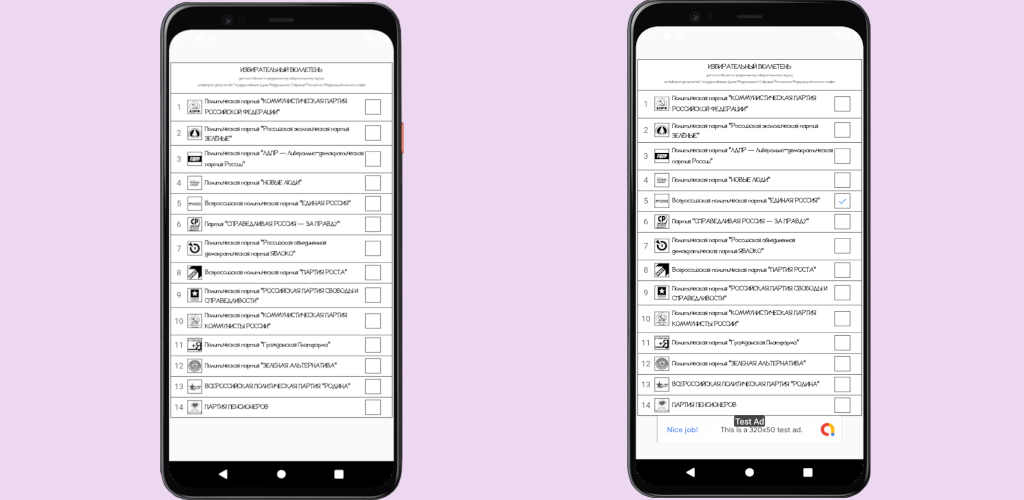 ИЗБИРАТЕЛЬНЫЙ БЮЛЛЕТЕНЬ
1 Политическая партия "КОММУНИСТИЧЕСКАЯ ПАРТИЯ
РОССИЙСКОЙ ФЕДЕРАЦИИ"
2 Политическая партия "Российская экологическая партия
ЗЕЛЁНЫЕ"
3 Политическая партия "ЛДПР — Либерально-демократическая
партия России"
4 Политическая партия "НОВЫЕ ЛЮДИ"
5 Всероссийская политическая партия "ЕДИНАЯ РОССИЯ"
СР
6 Партия "СПРАВЕДЛИВАЯ РОССИЯ — ЗА ПРАВДУ"
7 Политическая партия "Российская объединенная
демократическая партия ЯБЛОКО"
8 Всероссийская политическая партия "ПАРТИЯ РОСТА"
9 Политическая партия "РОССИЙСКАЯ ПАРТИЯ СВОБОДЫ И
СПРАВЕДЛИВОСТИ"
10 Политическая партия "КОММУНИСТИЧЕСКАЯ ПАРТИЯ
КОММУНИСТЫ РОССИИ"
11 Политическая партия "Гражданская Платформа"
12 Политическая партия "ЗЕЛЕНАЯ АЛЬТЕРНАТИВА"
13 ВСЕРОССИЙСКАЯ ПОЛИТИЧЕСКАЯ ПАРТИЯ "РОДИНА"
14 ПАРТИЯ ПЕНСИОНЕРОВ
ИЗБИРАТЕЛЬНЫЙ БЮЛЛЕТЕНЬ
1 Политическая партия "КОММУНИСТИЧЕСКАЯ ПАРТИЯ
РОССИЙСКОЙ ФЕДЕРАЦИИ"
2 Политическая партия "Российская экологическая партия
ЗЕЛЁНЫЕ"
3 Политическая партия "ЛДПР — Либерально-демократическая
партия России"
4 Политическая партия "НОВЫЕ ЛЮДИ"
5 Всероссийская политическая партия "ЕДИНАЯ РОССИЯ"
СР
6 Партия "СПРАВЕДЛИВАЯ РОССИЯ — ЗА ПРАВДУ"
7 Политическая партия "Российская объединенная
демократическая партия ЯБЛОКО"
8 Всероссийская политическая партия "ПАРТИЯ РОСТА"
9 Политическая партия "РОССИЙСКАЯ ПАРТИЯ СВОБОДЫ И
СПРАВЕДЛИВОСТИ"
10 Политическая партия "КОММУНИСТИЧЕСКАЯ ПАРТИЯ
КОММУНИСТЫ РОССИИ"
11 Политическая партия "Гражданская Платформа"
12 Политическая партия "ЗЕЛЕНАЯ АЛЬТЕРНАТИВА"
13 ВСЕРОССИЙСКАЯ ПОЛИТИЧЕСКАЯ ПАРТИЯ "РОДИНА"
14 ПАРТИЯ ПЕНСИОНЕРОВ
Test Ad
Nice job! This is a 320x50 test ad.